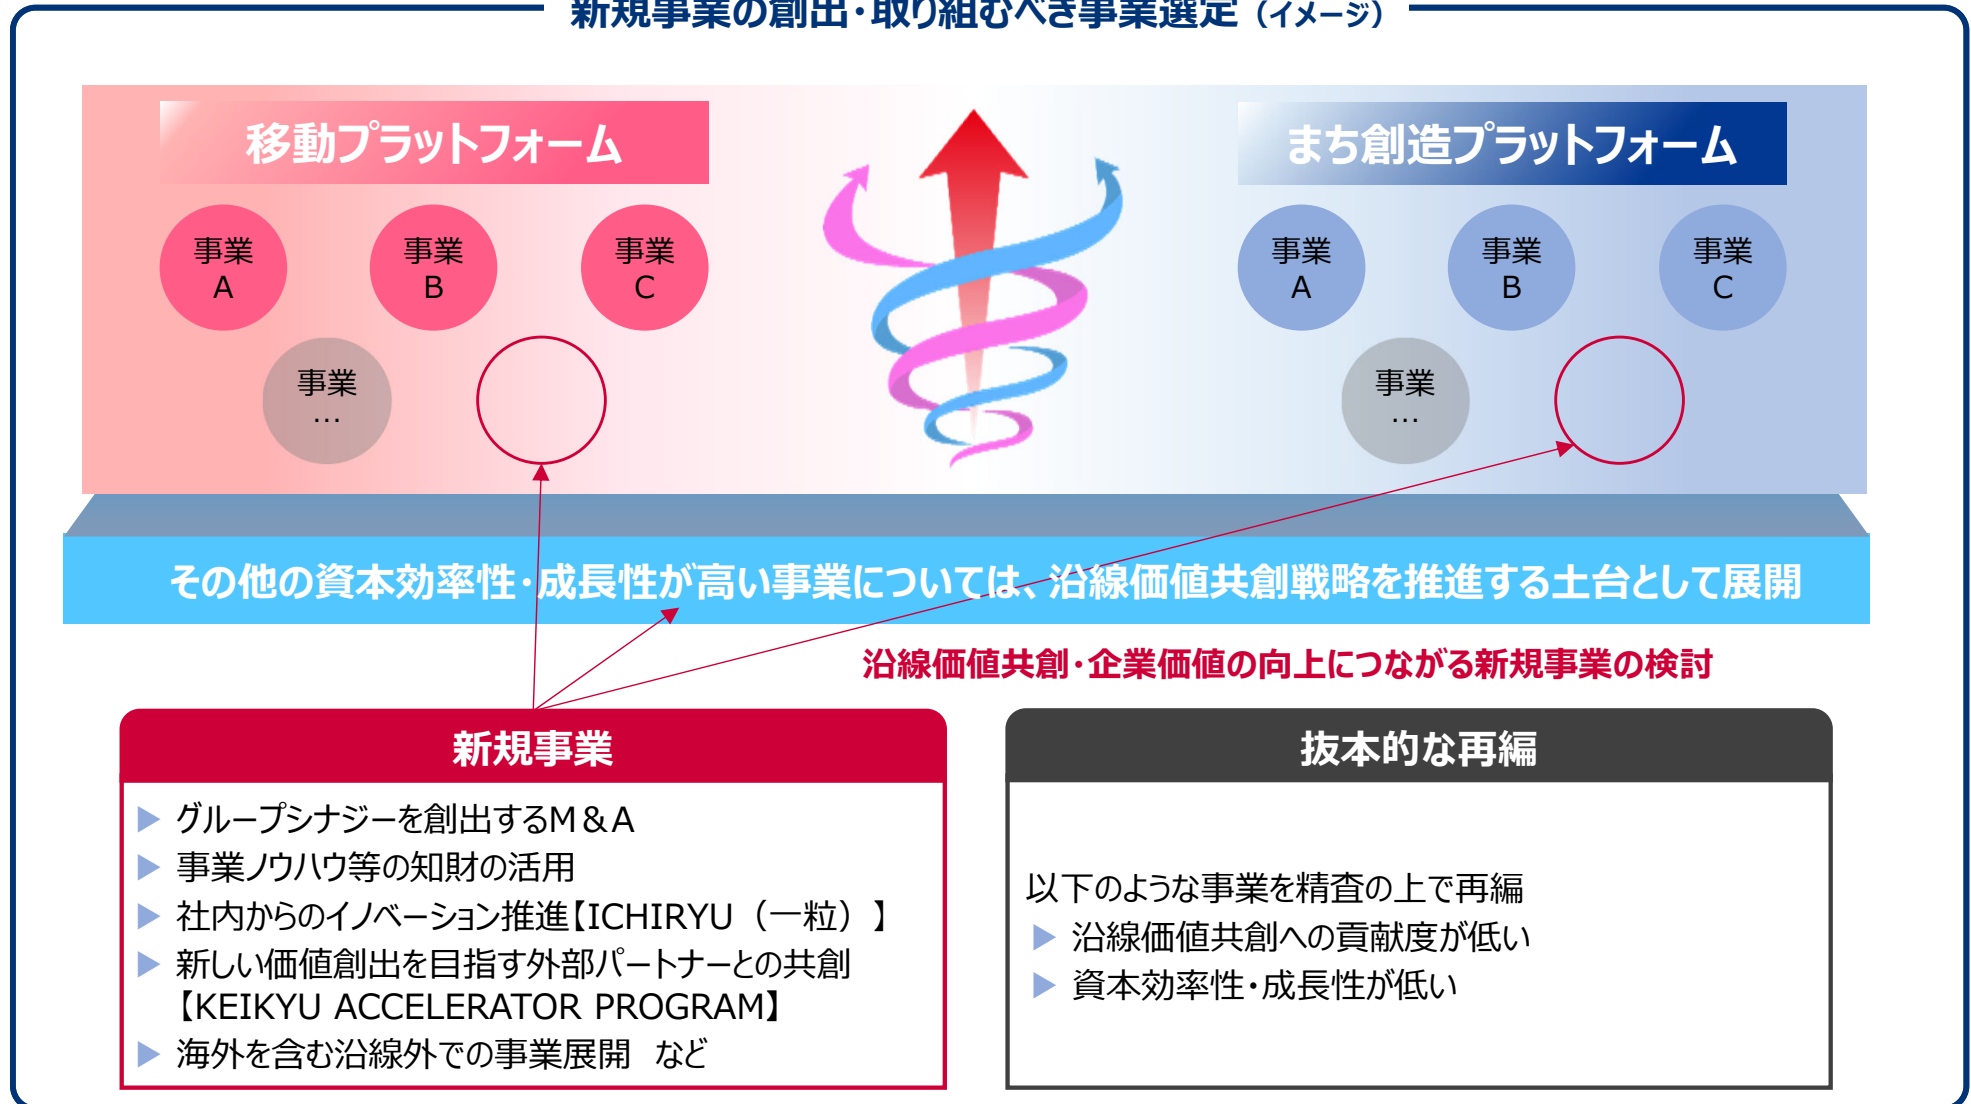 新規事業の創出・取り組むべき事業選定（イメージ）
移動プラットフォーム
まち創造プラットフォーム
事業
A
事業
B
事業
C
事業
…
事業
A
事業
B
事業
C
事業
…
その他の資本効率性・成長性が高い事業については、沿線価値共創戦略を推進する土台として展開
沿線価値共創・企業価値の向上につながる新規事業の検討
新規事業
グループシナジーを創出するM＆A
事業ノウハウ等の知財の活用
社内からのイノベーション推進【ICHIRYU（一粒）】
新しい価値創出を目指す外部パートナーとの共創
【KEIKYU ACCELERATOR PROGRAM】
海外を含む沿線外での事業展開　など
抜本的な再編
以下のような事業を精査の上で再編
沿線価値共創への貢献度が低い
資本効率性・成長性が低い